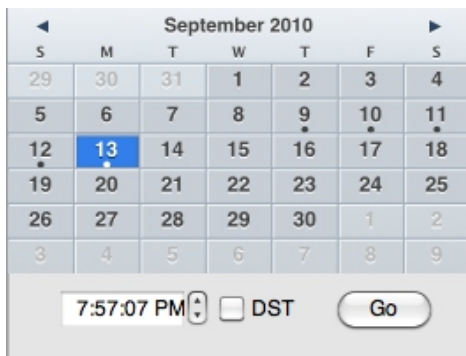 ◀ September 2010 ▶
S M T W T F S
29 30 31 1 2 3 4
5 6 7 8 9 10 11
12 13 14 15 16 17 18
19 20 21 22 23 24 25
26 27 28 29 30 1 2
3 4 5 6 7 8 9
7:57:07 PM DST Go